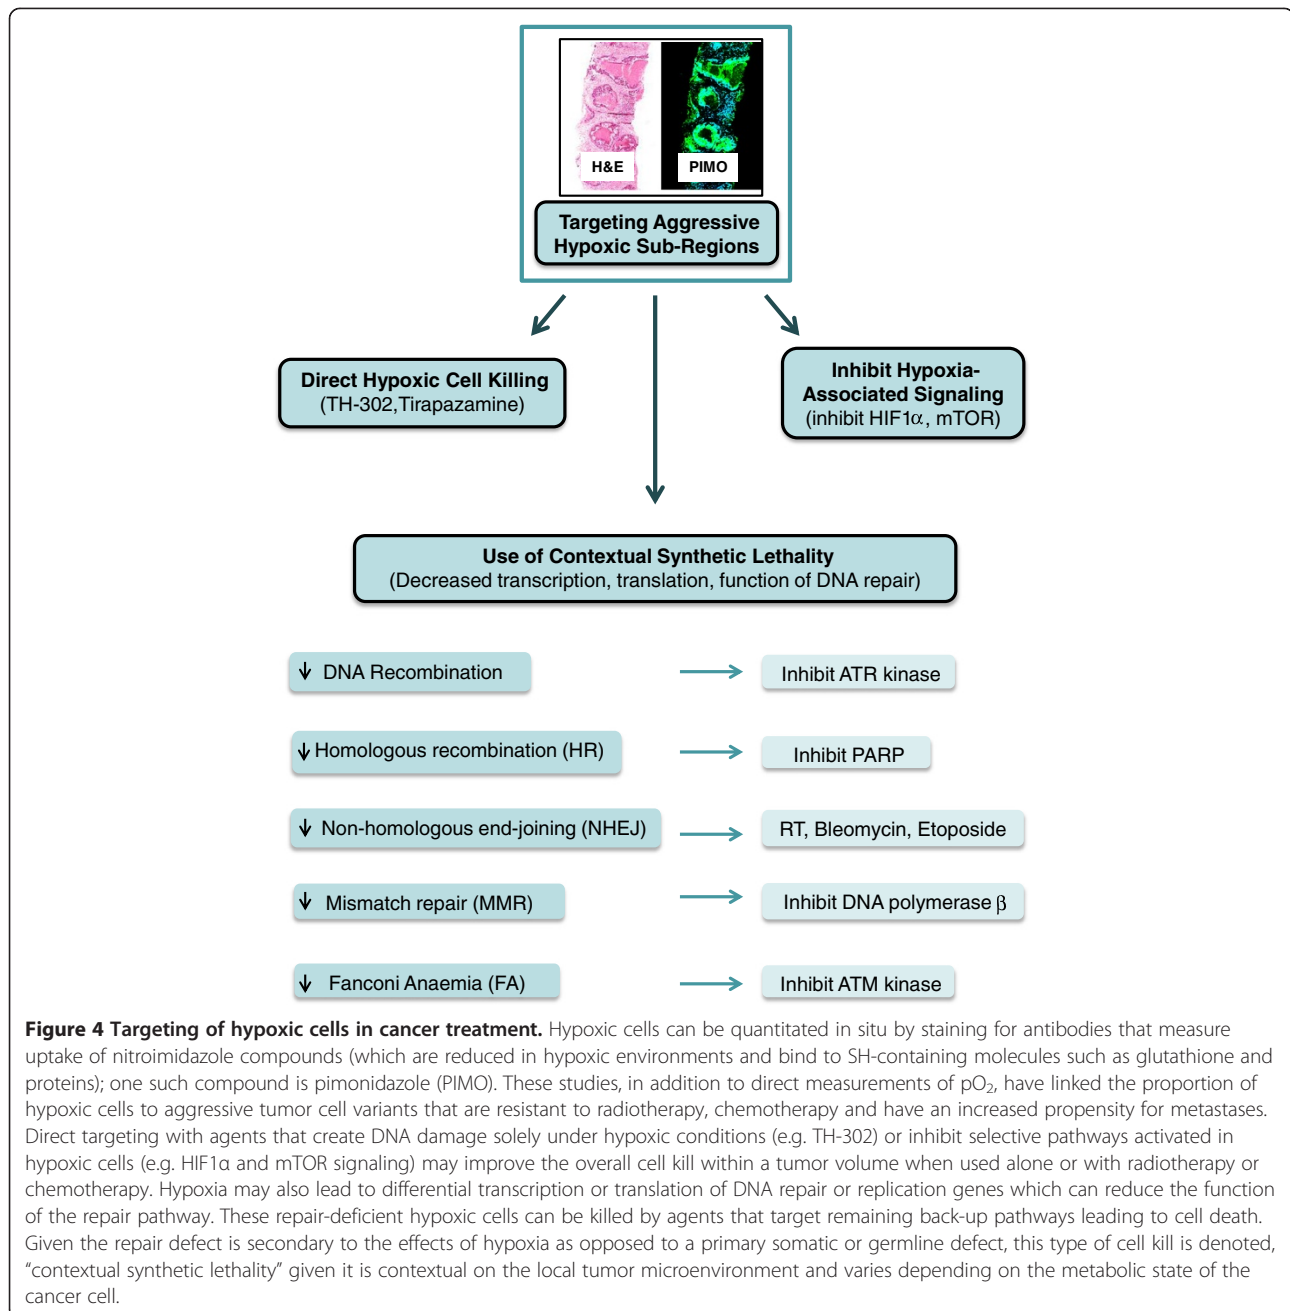 H&E
PIMO
Targeting Aggressive
Hypoxic Sub-Regions
Direct Hypoxic Cell Killing
(TH-302,Tirapazamine)
Inhibit Hypoxia-
Associated Signaling
(inhibit HIF1α, mTOR)
Use of Contextual Synthetic Lethality
(Decreased transcription, translation, function of DNA repair)
↓ DNA Recombination → Inhibit ATR kinase
↓ Homologous recombination (HR) → Inhibit PARP
↓ Non-homologous end-joining (NHEJ) → RT, Bleomycin, Etoposide
↓ Mismatch repair (MMR) → Inhibit DNA polymerase β
↓ Fanconi Anaemia (FA) → Inhibit ATM kinase
Figure 4 Targeting of hypoxic cells in cancer treatment. Hypoxic cells can be quantitated in situ by staining for antibodies that measure
uptake of nitroimidazole compounds (which are reduced in hypoxic environments and bind to SH-containing molecules such as glutathione and
proteins); one such compound is pimonidazole (PIMO). These studies, in addition to direct measurements of pO₂, have linked the proportion of
hypoxic cells to aggressive tumor cell variants that are resistant to radiotherapy, chemotherapy and have an increased propensity for metastases.
Direct targeting with agents that create DNA damage solely under hypoxic conditions (e.g. TH-302) or inhibit selective pathways activated in
hypoxic cells (e.g. HIF1α and mTOR signaling) may improve the overall cell kill within a tumor volume when used alone or with radiotherapy or
chemotherapy. Hypoxia may also lead to differential transcription or translation of DNA repair or replication genes which can reduce the function
of the repair pathway. These repair-deficient hypoxic cells can be killed by agents that target remaining back-up pathways leading to cell death.
Given the repair defect is secondary to the effects of hypoxia as opposed to a primary somatic or germline defect, this type of cell kill is denoted,
“contextual synthetic lethality” given it is contextual on the local tumor microenvironment and varies depending on the metabolic state of the
cancer cell.